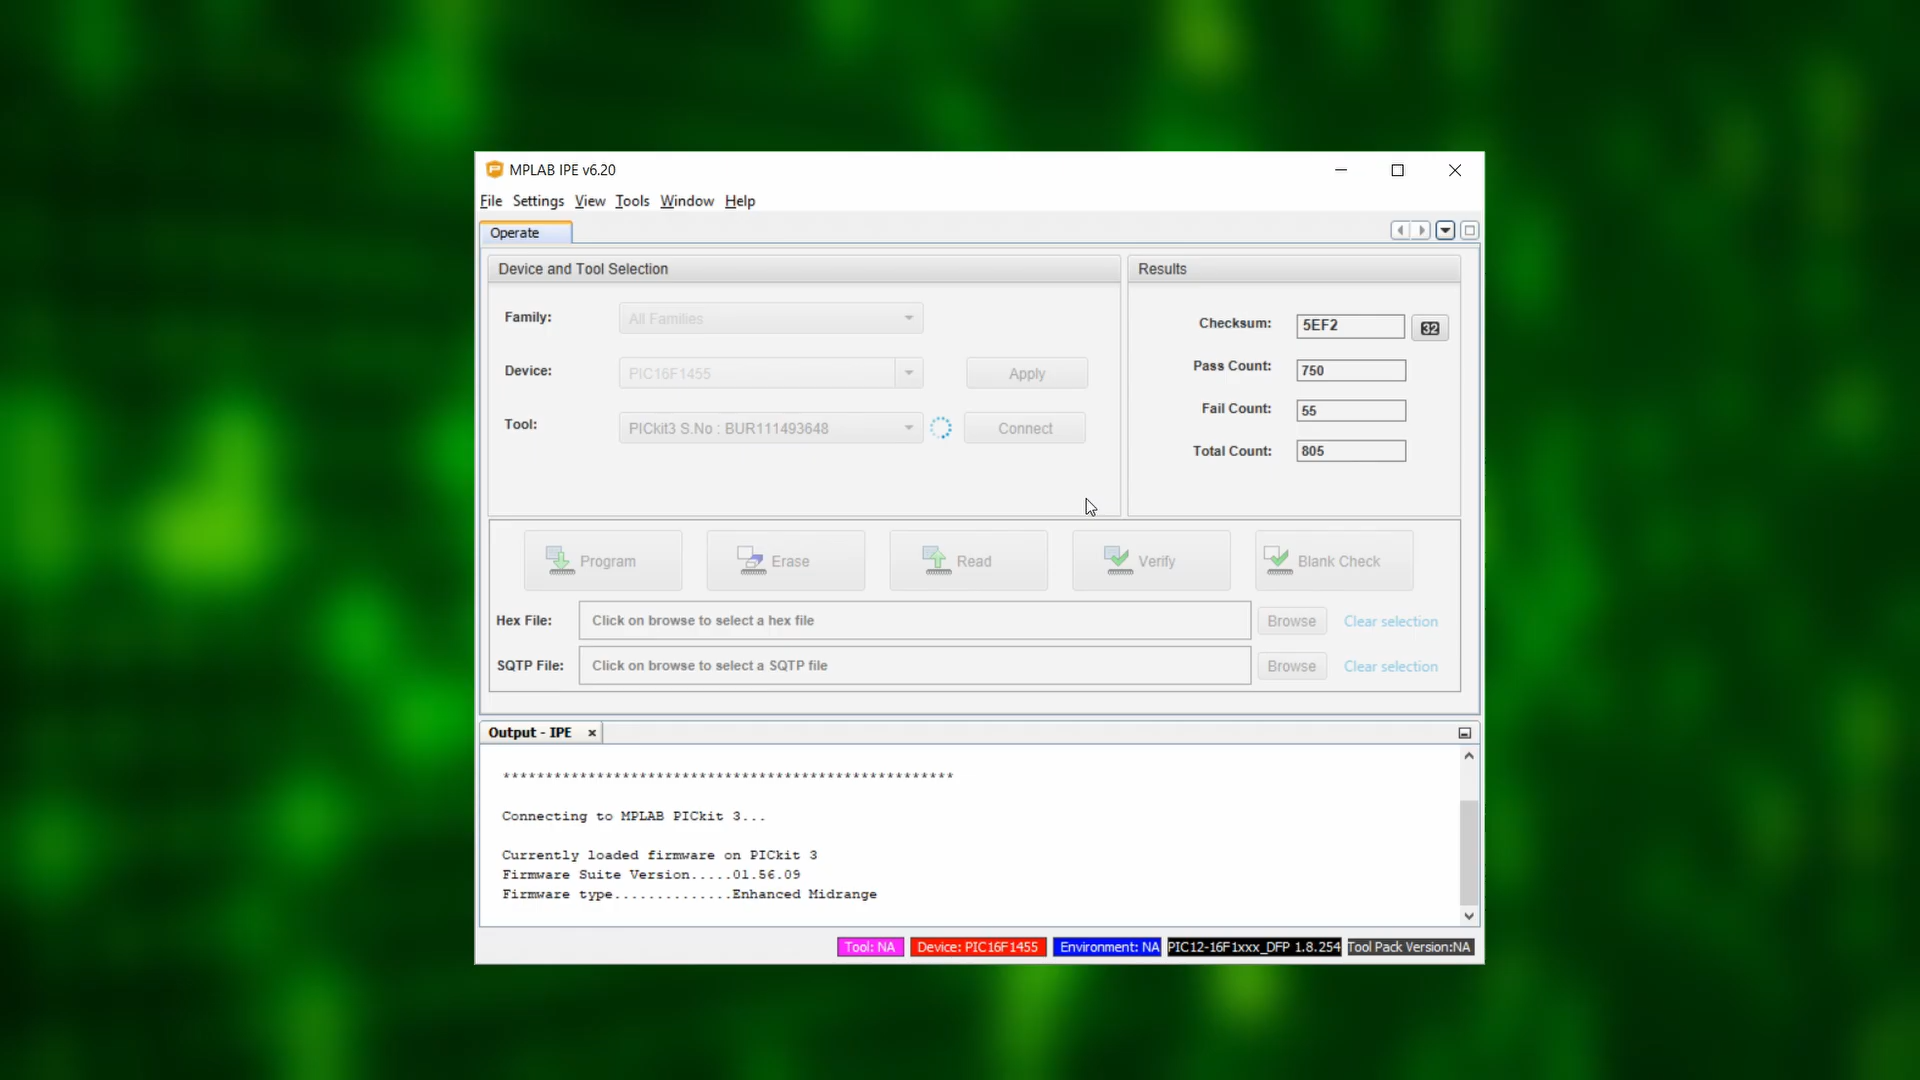 MPLAB IPE v6.20
File Settings View Tools Window Help
Operate
Device and Tool Selection
Family: All Families
Device: PIC16F1455 Apply
Tool: PICkit3 S.No : BUR111493648 Connect
Results
Checksum: 5EF2 32
Pass Count: 750
Fail Count: 55
Total Count: 805
Program Erase Read Verify Blank Check
Hex File: Click on browse to select a hex file Browse Clear selection
SQTP File: Click on browse to select a SQTP file Browse Clear selection
Output - IPE ×
*****************************************************
Connecting to MPLAB PICkit 3...
Currently loaded firmware on PICkit 3
Firmware Suite Version.....01.56.09
Firmware type..............Enhanced Midrange
Tool: NA Device: PIC16F1455 Environment: NA PIC12-16F1xxx_DFP 1.8.254 Tool Pack Version:NA